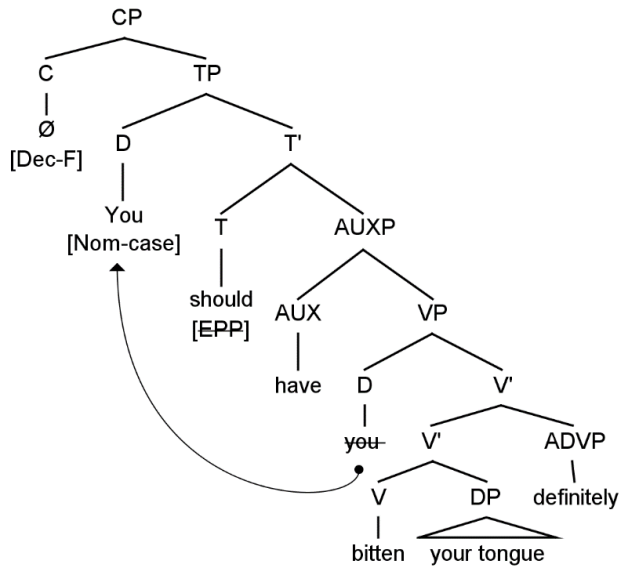 CP
C TP
Ø D T'
[Dec-F]
You T AUXP
[Nom-case]
should AUX VP
[EPP]
have D V'
you V' ADVP
V DP definitely
bitten your tongue